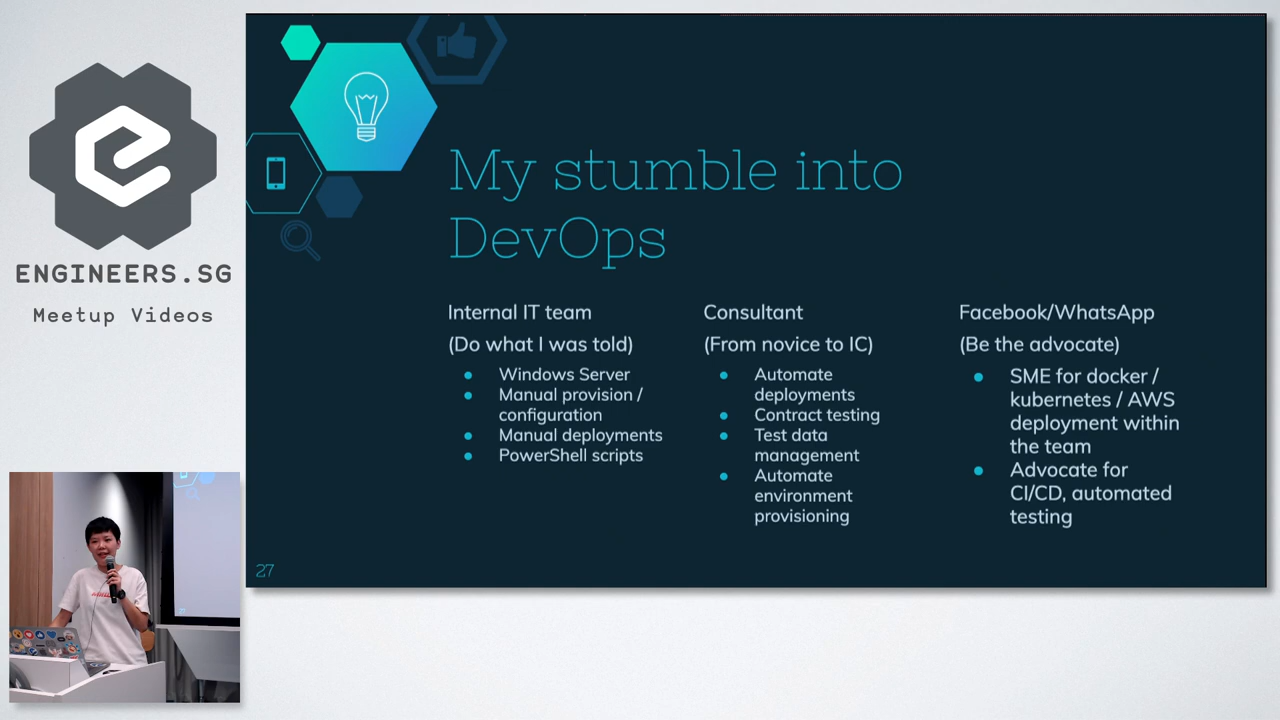 ENGINEERS.SG
Meetup Videos
My stumble into
DevOps
Internal IT team
(Do what I was told)
Windows Server
Manual provision /
configuration
Manual deployments
PowerShell scripts
Consultant
(From novice to IC)
Automate
deployments
Contract testing
Test data
management
Automate
environment
provisioning
Facebook/WhatsApp
(Be the advocate)
SME for docker /
kubernetes / AWS
deployment within
the team
Advocate for
CI/CD, automated
testing
27